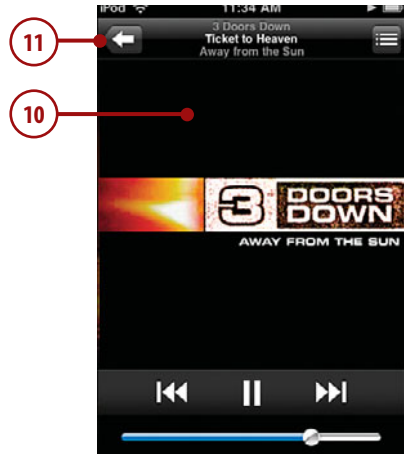 iPod 11:34 AM
3 Doors Down
11
Ticket to Heaven
Away from the Sun
10
3 DOORS DOWN
AWAY FROM THE SUN